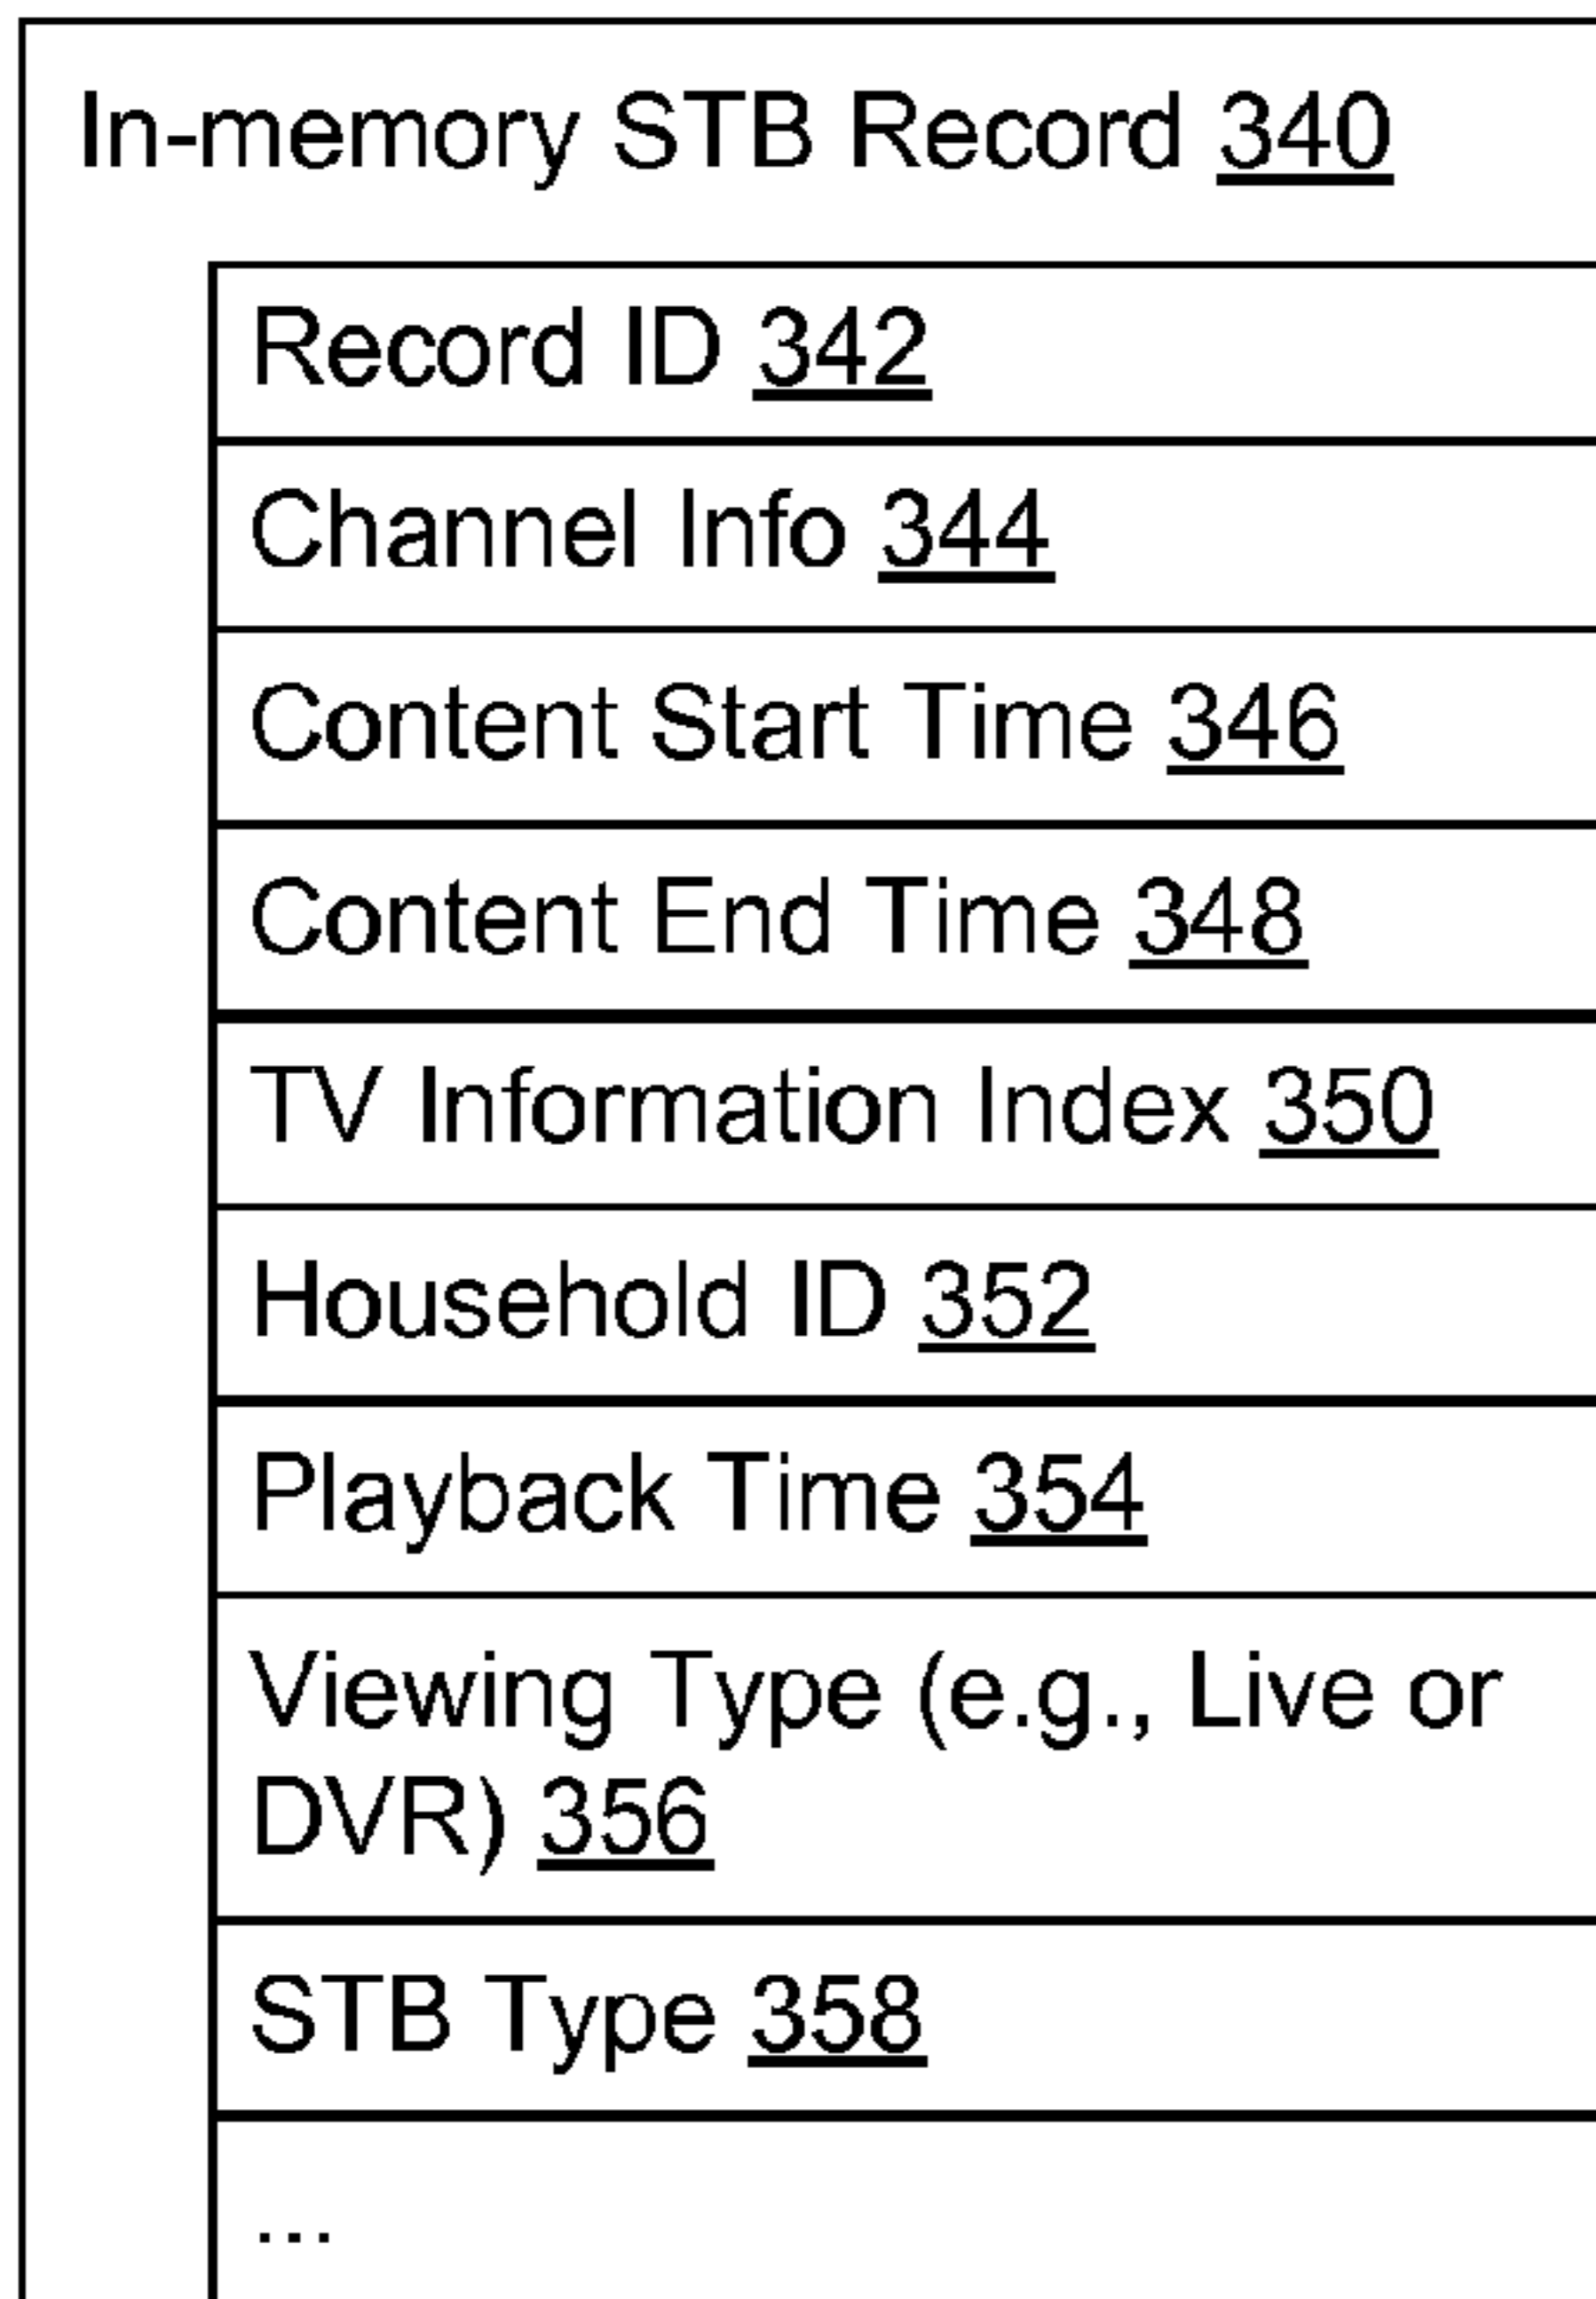 In-memory STB Record 340
Record ID 342
Channel Info 344
Content Start Time 346
Content End Time 348
TV Information Index 350
Household ID 352
Playback Time 354
Viewing Type (e.g., Live or
DVR) 356
STB Type 358
...